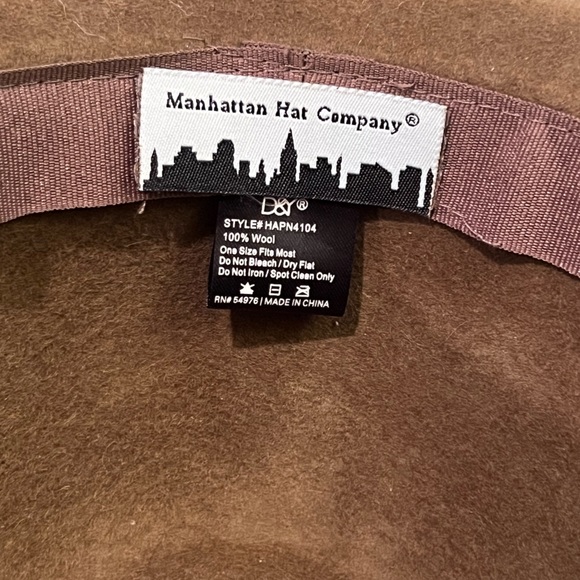 Manhattan Hat Company®
D&Y®
STYLE# HAPN4104
100% Wool
One Size Fits Most
Do Not Bleach / Dry Flat
Do Not Iron / Spot Clean Only
RN# 54976 | MADE IN CHINA